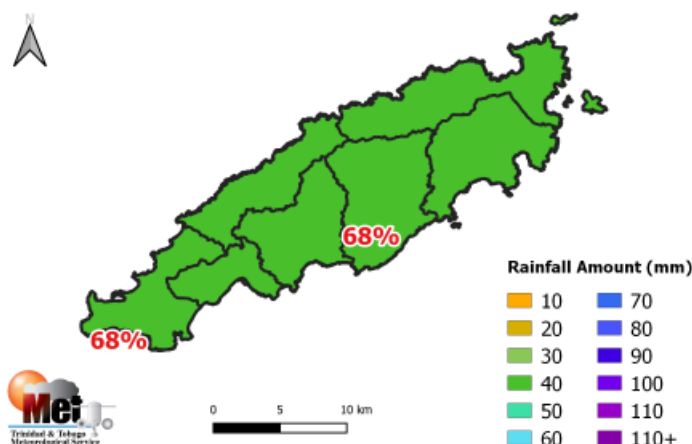 N
68%
68%
Rainfall Amount (mm)
10 70
20 80
30 90
40 100
50 110
60 110+
0 5 10 km
Met
Trinidad & Tobago
Meteorological Service